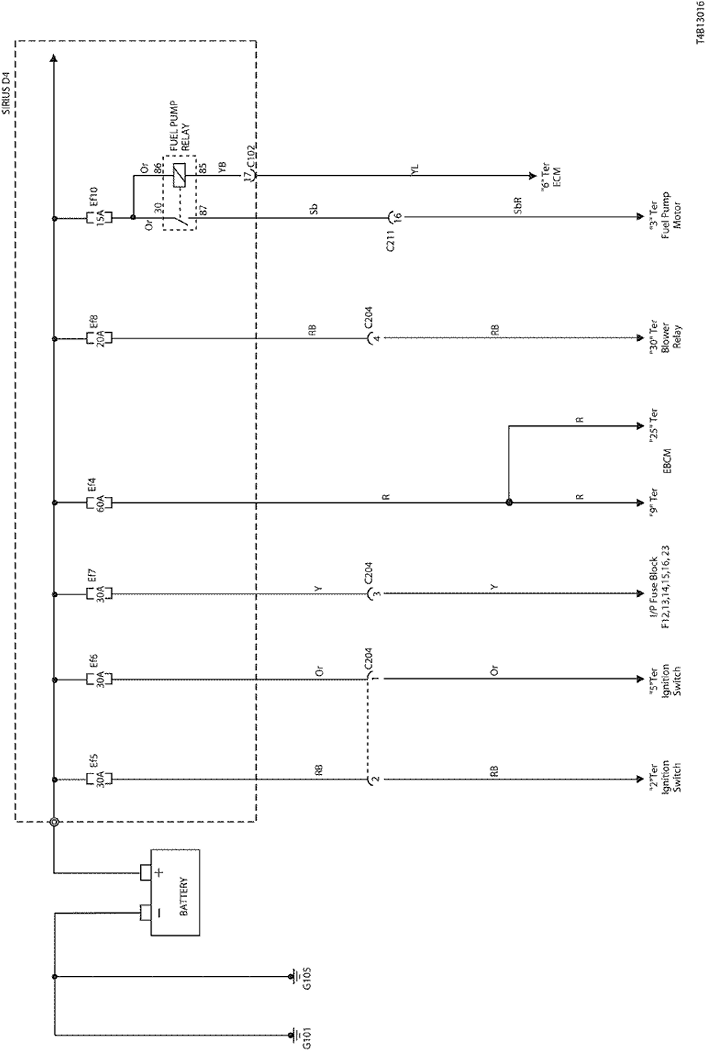 T4B13016
SIRIUS D4
FUEL PUMP
RELAY
Ef5
30A
Ef6
30A
Ef7
30A
Ef4
60A
Ef8
20A
Ef10
15A
Or
30
Or
86
87
85
YB
17
C102
RB
Or
Y
R
RB
Sb
YL
2
1
C204
3
C204
4
C204
16
C211
RB
Or
Y
R
R
RB
SbR
"2"Ter
Ignition
Switch
"5"Ter
Ignition
Switch
I/P Fuse Block
F12,13,14,15,16, 23
"9" Ter
EBCM
"25" Ter
"30" Ter
Blower
Relay
"3" Ter
Fuel Pump
Motor
"6" Ter
ECM
BATTERY
−
+
G101
G105